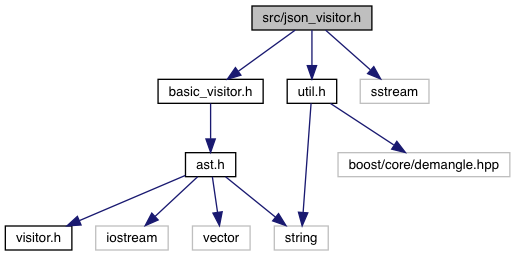 src/json_visitor.h
basic_visitor.h
util.h
sstream
ast.h
boost/core/demangle.hpp
visitor.h
iostream
vector
string